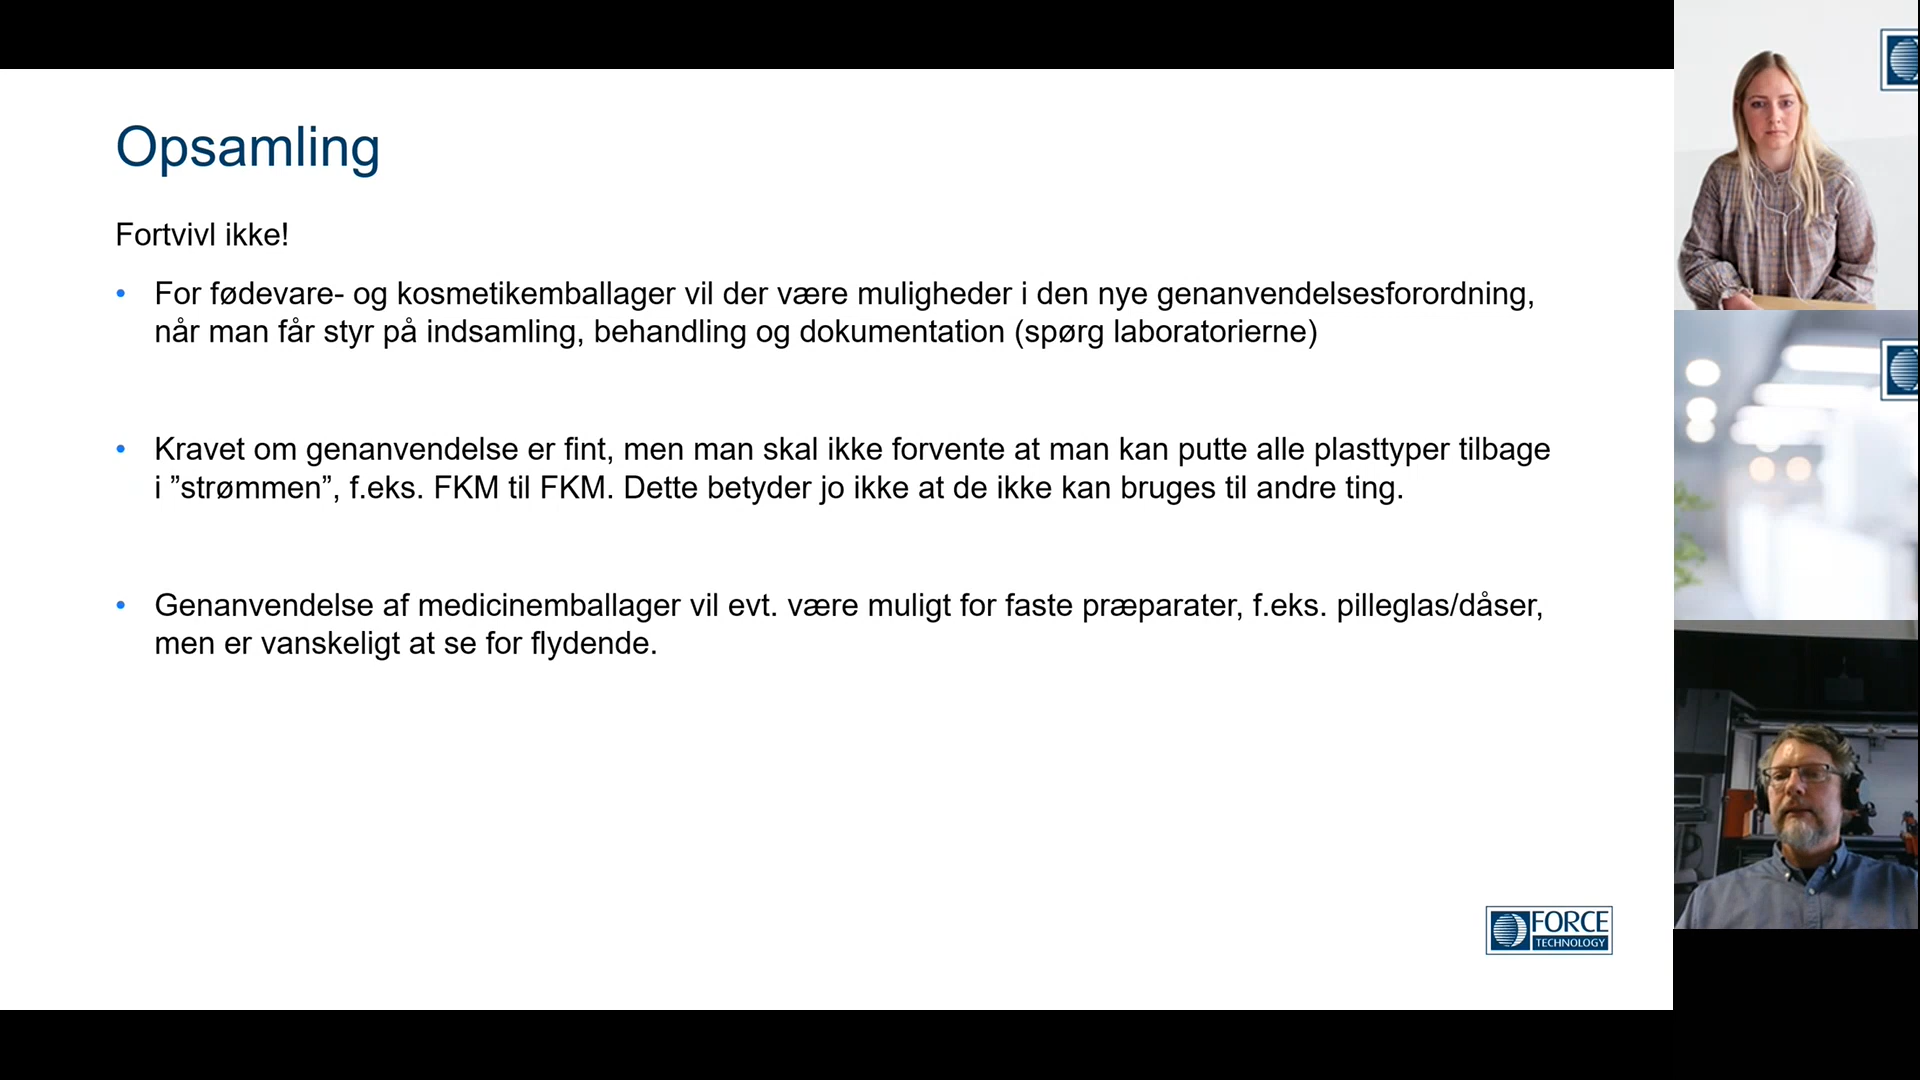 Opsamling
Fortvivl ikke!
• For fødevare- og kosmetikemballager vil der være muligheder i den nye genanvendelsesforordning,
når man får styr på indsamling, behandling og dokumentation (spørg laboratorierne)
• Kravet om genanvendelse er fint, men man skal ikke forvente at man kan putte alle plasttyper tilbage
i ”strømmen”, f.eks. FKM til FKM. Dette betyder jo ikke at de ikke kan bruges til andre ting.
• Genanvendelse af medicinemballager vil evt. være muligt for faste præparater, f.eks. pilleglas/dåser,
men er vanskeligt at se for flydende.
FORCE
TECHNOLOGY